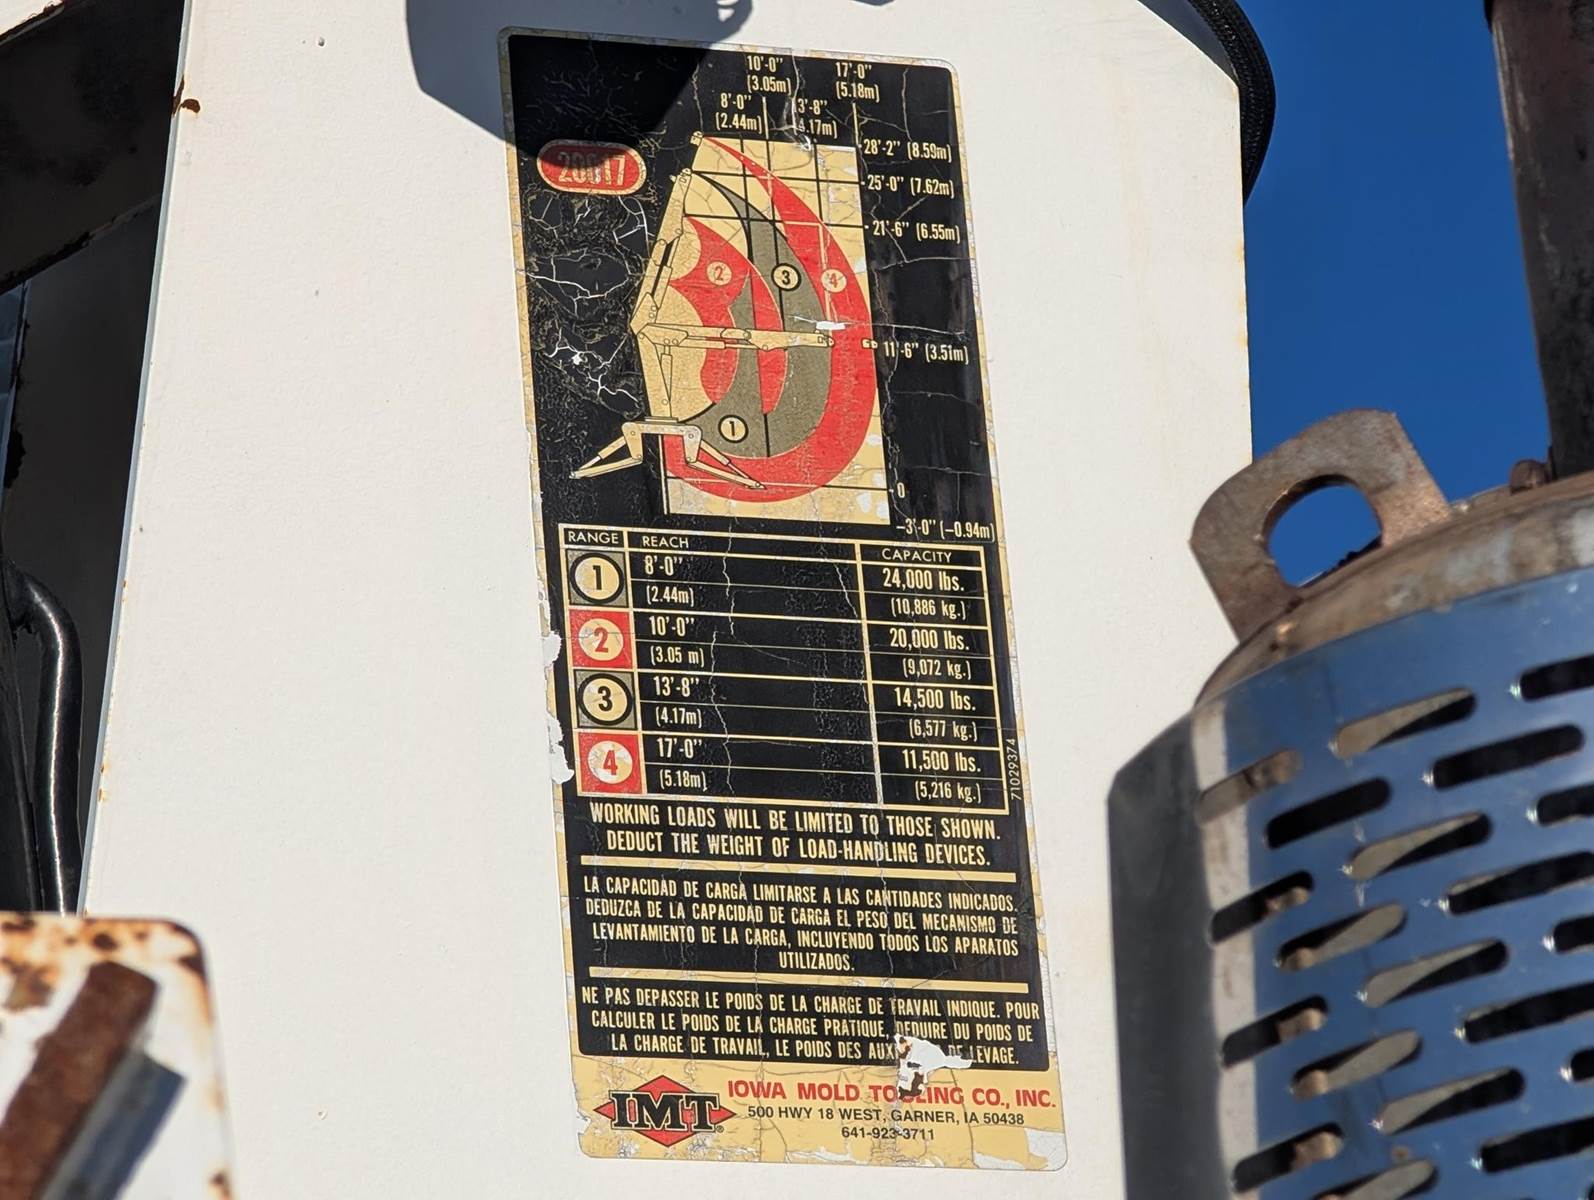 10'-0" 17'-0"
(3.05m) (5.18m)
8'-0" 3'-8"
(2.44m) 4.17m)
28'-2" (8.59m)
20017
25'-0" (7.62m)
21'-6" (6.55m)
2 3 4
11'-6" (3.51m)
1
0
-3'-0" (-0.94m)
RANGE REACH CAPACITY
1 8'-0" 24,000 lbs.
(2.44m) (10,886 kg.)
2 10'-0" 20,000 lbs.
(3.05 m) (9,072 kg.)
3 13'-8" 14,500 lbs.
(4.17m) (6,577 kg.)
4 17'-0" 11,500 lbs.
(5.18m) (5,216 kg.)
71029374
WORKING LOADS WILL BE LIMITED TO THOSE SHOWN.
DEDUCT THE WEIGHT OF LOAD-HANDLING DEVICES.
LA CAPACIDAD DE CARGA LIMITARSE A LAS CANTIDADES INDICADOS.
DEDUZCA DE LA CAPACIDAD DE CARGA EL PESO DEL MECANISMO DE
LEVANTAMIENTO DE LA CARGA, INCLUYENDO TODOS LOS APARATOS
UTILIZADOS.
NE PAS DEPASSER LE POIDS DE LA CHARGE DE TRAVAIL INDIQUE. POUR
CALCULER LE POIDS DE LA CHARGE PRATIQUE, DEDUIRE DU POIDS DE
LA CHARGE DE TRAVAIL, LE POIDS DES DE LEVAGE.
IMT IOWA MOLD TOOLING CO., INC.
500 HWY 18 WEST, GARNER, IA 50438
641-923-3711